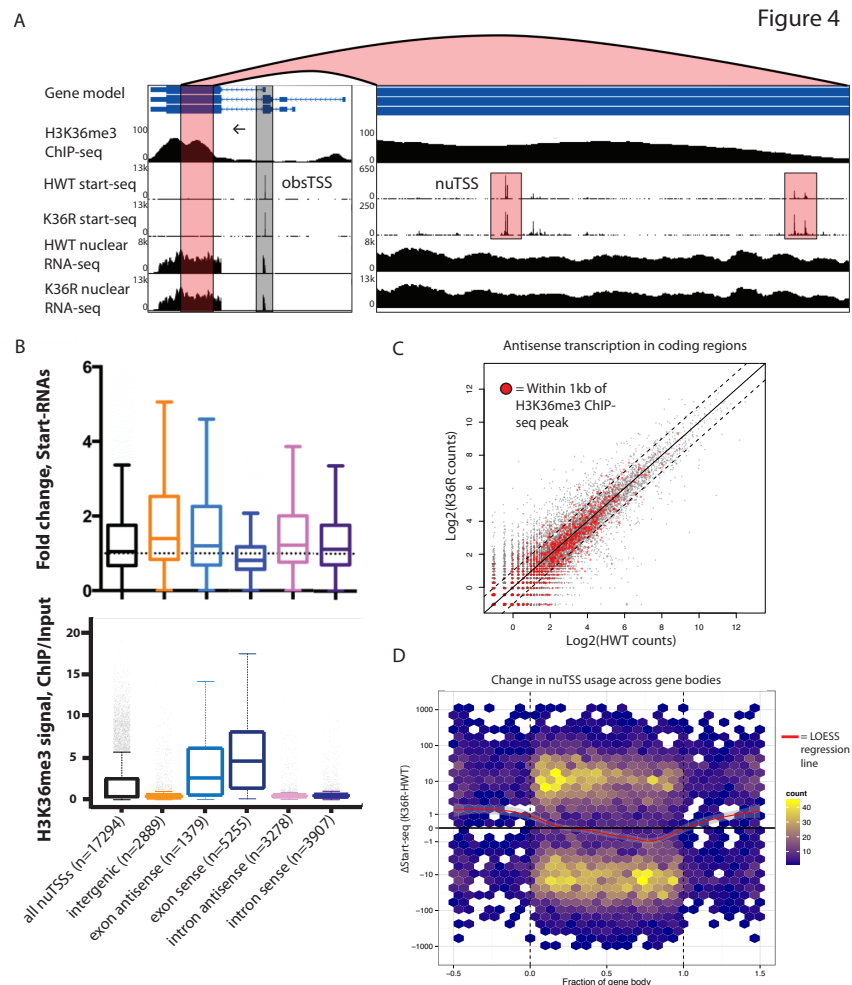 Figure 4
A
Gene model
H3K36me3
ChIP-seq
100
0
100
0
HWT start-seq
13k
0
obsTSS
nuTSS
650
0
K36R start-seq
13k
0
250
0
HWT nuclear
RNA-seq
8k
0
8k
0
K36R nuclear
RNA-seq
13k
0
13k
0
B
Fold change, Start-RNAs
6
4
2
0
H3K36me3 signal, ChIP/Input
20
15
10
5
0
all nuTSSs (n=17294)
intergenic (n=2889)
exon antisense (n=1379)
exon sense (n=5255)
intron antisense (n=3278)
intron sense (n=3907)
C
Antisense transcription in coding regions
= Within 1kb of
H3K36me3 ChIP-
seq peak
Log2(K36R counts)
12
10
8
6
4
2
0
0 2 4 6 8 10 12
Log2(HWT counts)
D
Change in nuTSS usage across gene bodies
ΔStart-seq (K36R-HWT)
1000
100
10
1
0
−1
−10
−100
−1000
−0.5 0.0 0.5 1.0 1.5
Fraction of gene body
= LOESS
regression
line
count
40
30
20
10